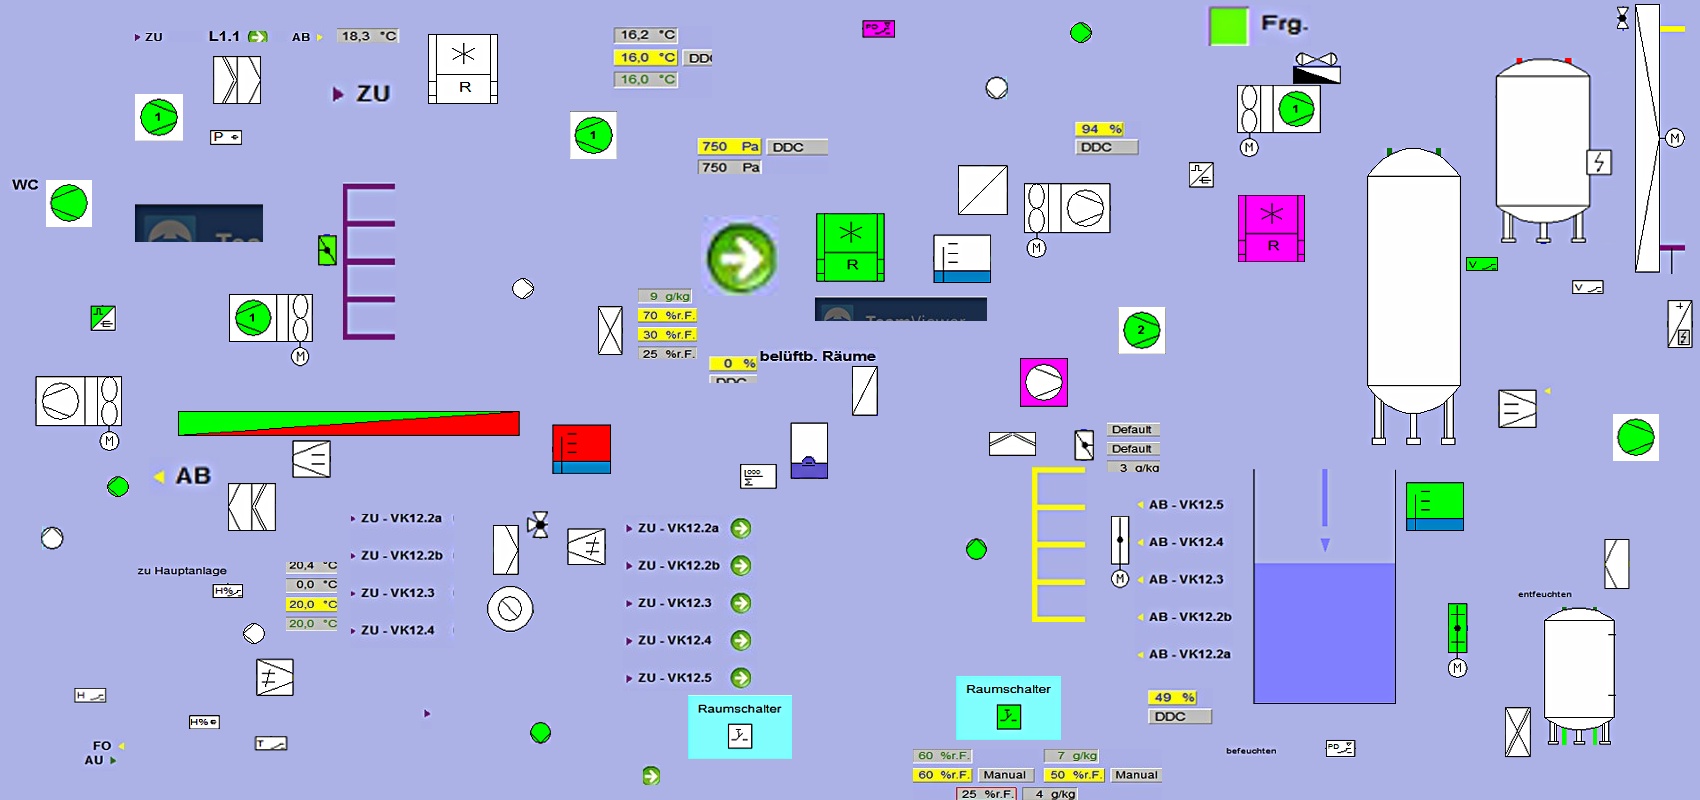 ZU
L1.1
AB
18,3 °C
16,2 °C
16,0 °C
16,0 °C
PD
Frg.
R
ZU
1
P
1
1
M
M
750 Pa DDC
750 Pa
94 %
DDC
WC
M
R
R
V
V
1
M
9 g/kg
70 %r.F.
30 %r.F.
25 %r.F.
0 %
DDC
TeamViewer
2
belüftb. Räume
M
Default
Default
3 g/kg
AB
1000
Σ
ZU - VK12.2a
ZU - VK12.2b
ZU - VK12.3
ZU - VK12.4
ZU - VK12.2a
ZU - VK12.2b
ZU - VK12.3
ZU - VK12.4
ZU - VK12.5
AB - VK12.5
AB - VK12.4
AB - VK12.3
AB - VK12.2b
AB - VK12.2a
M
zu Hauptanlage
H%
20,4 °C
0,0 °C
20,0 °C
20,0 °C
entfeuchten
M
H
H%
T
FO
AU
Raumschalter
Raumschalter
49 %
DDC
befeuchten
PD
60 %r.F.
7 g/kg
60 %r.F. Manual
50 %r.F. Manual
25 %r.F.
4 g/kg